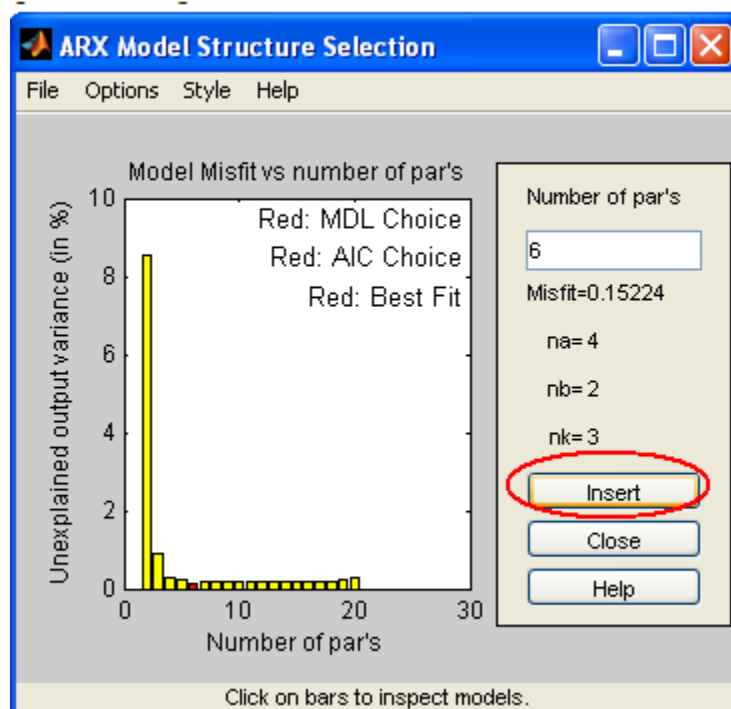 ARX Model Structure Selection
File Options Style Help
Model Misfit vs number of par's
Unexplained output variance (in %)
10
8
6
4
2
0
Red: MDL Choice
Red: AIC Choice
Red: Best Fit
0 10 20 30
Number of par's
Number of par's
6
Misfit=0.15224
na= 4
nb= 2
nk= 3
Insert
Close
Help
Click on bars to inspect models.